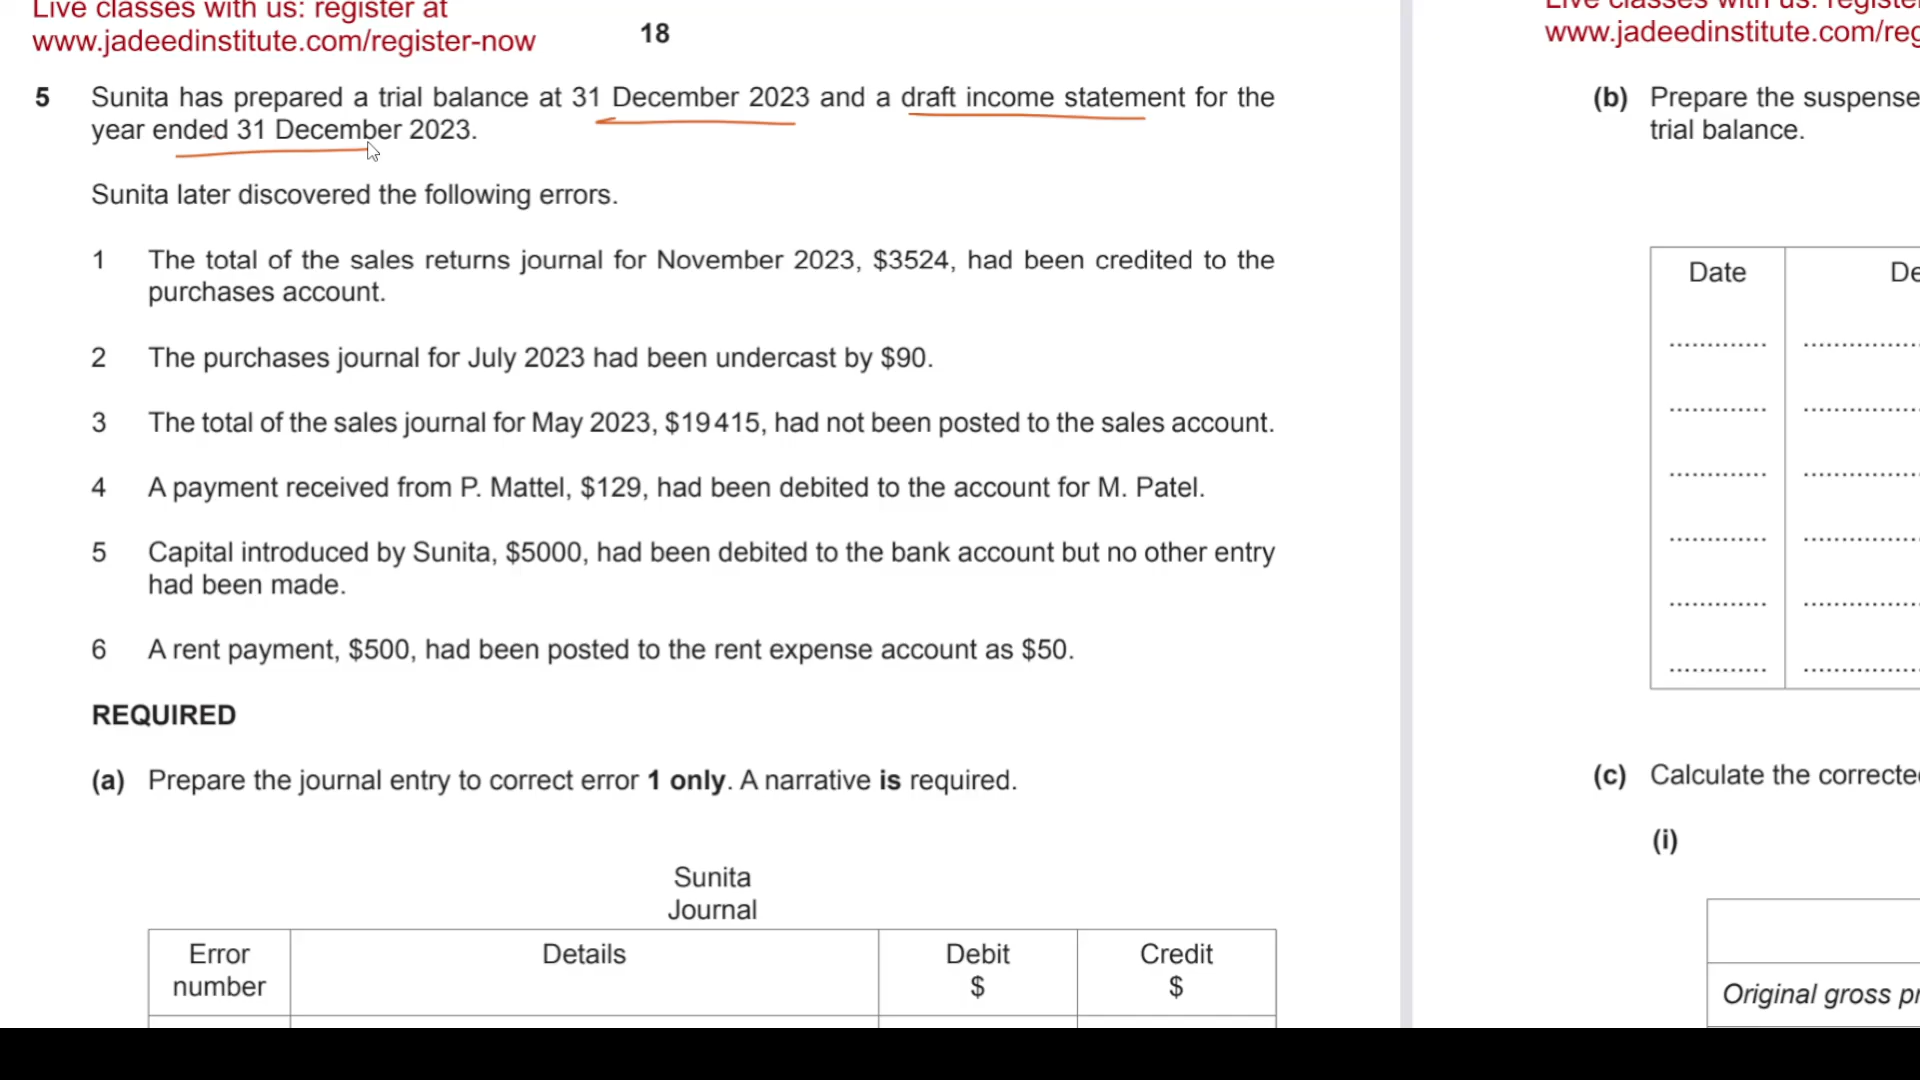 Live classes with us: register at
www.jadeedinstitute.com/register-now
18
5 Sunita has prepared a trial balance at 31 December 2023 and a draft income statement for the
year ended 31 December 2023.
Sunita later discovered the following errors.
1 The total of the sales returns journal for November 2023, $3524, had been credited to the
purchases account.
2 The purchases journal for July 2023 had been undercast by $90.
3 The total of the sales journal for May 2023, $19415, had not been posted to the sales account.
4 A payment received from P. Mattel, $129, had been debited to the account for M. Patel.
5 Capital introduced by Sunita, $5000, had been debited to the bank account but no other entry
had been made.
6 A rent payment, $500, had been posted to the rent expense account as $50.
REQUIRED
(a) Prepare the journal entry to correct error 1 only. A narrative is required.
Sunita
Journal
Error number Details Debit $ Credit $
Live classes with us: registe
www.jadeedinstitute.com/reg
(b) Prepare the suspense
trial balance.
Date De
(c) Calculate the correcte
(i)
Original gross pr